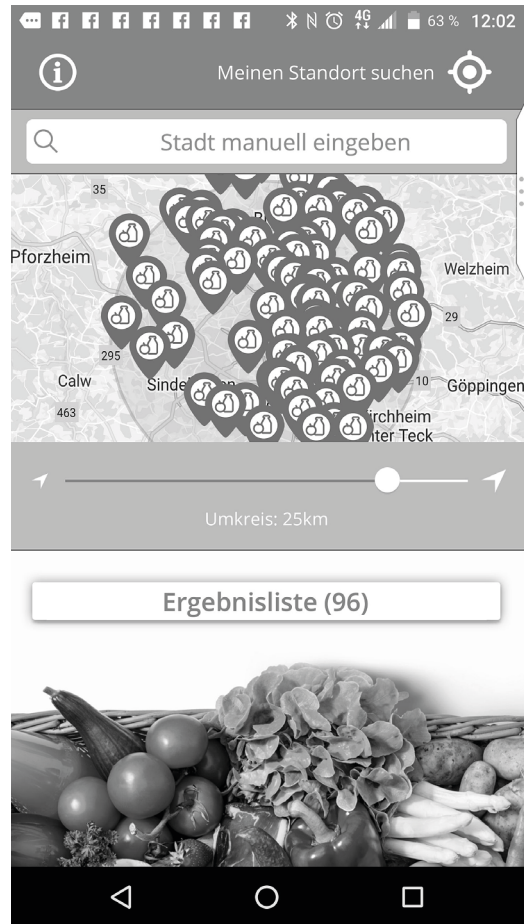 63 % 12:02
4G
Meinen Standort suchen
Stadt manuell eingeben
35
Pforzheim
Welzheim
29
295
Calw
10
Göppingen
463
Umkreis: 25km
Ergebnisliste (96)